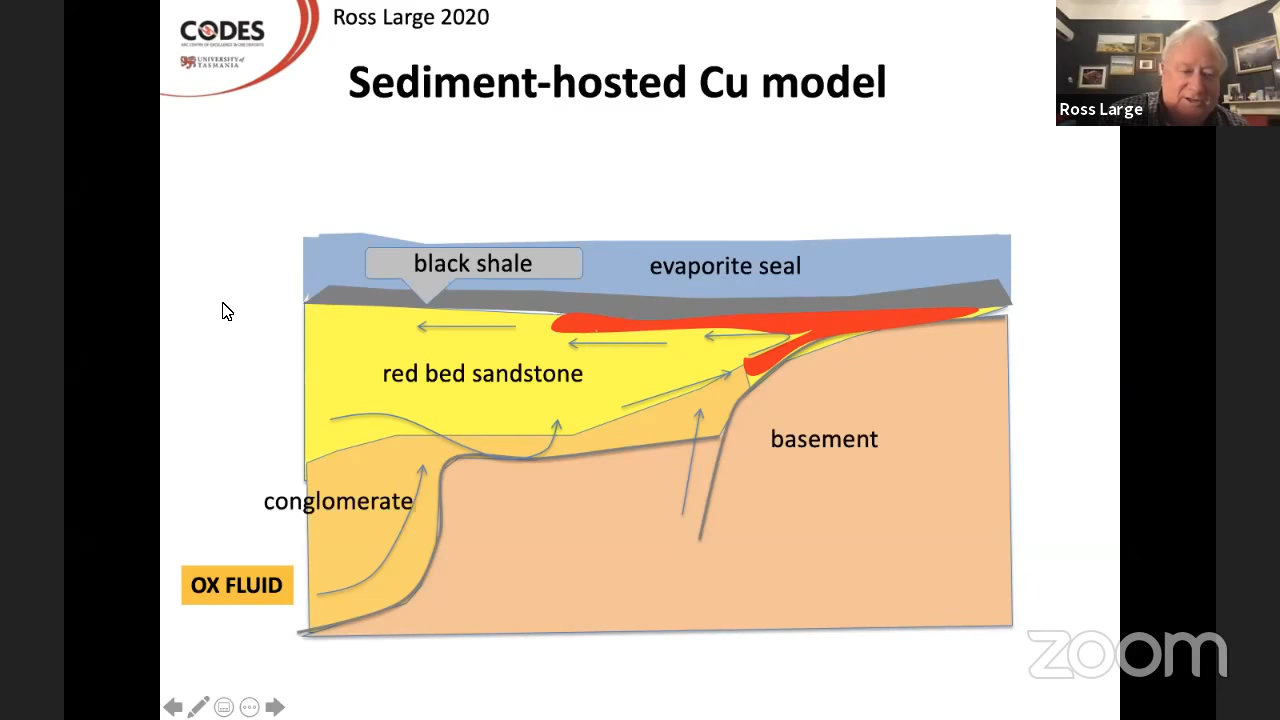 CODES
ARC CENTRE OF EXCELLENCE IN ORE DEPOSITS
UNIVERSITY of
TASMANIA
Ross Large 2020
Sediment-hosted Cu model
Ross Large
black shale
evaporite seal
red bed sandstone
basement
conglomerate
OX FLUID
zoom